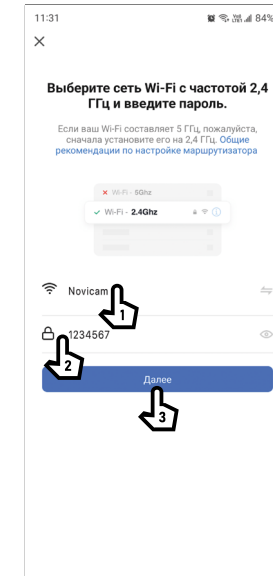 11:31
84%
Выберите сеть Wi-Fi с частотой 2,4
ГГц и введите пароль.
Если ваш Wi-Fi составляет 5 ГГц, пожалуйста,
сначала установите его на 2,4 ГГц. Общие
рекомендации по настройке маршрутизатора
Wi-Fi - 5Ghz
Wi-Fi - 2.4Ghz
Novicam
1
1234567
2
Далее
3